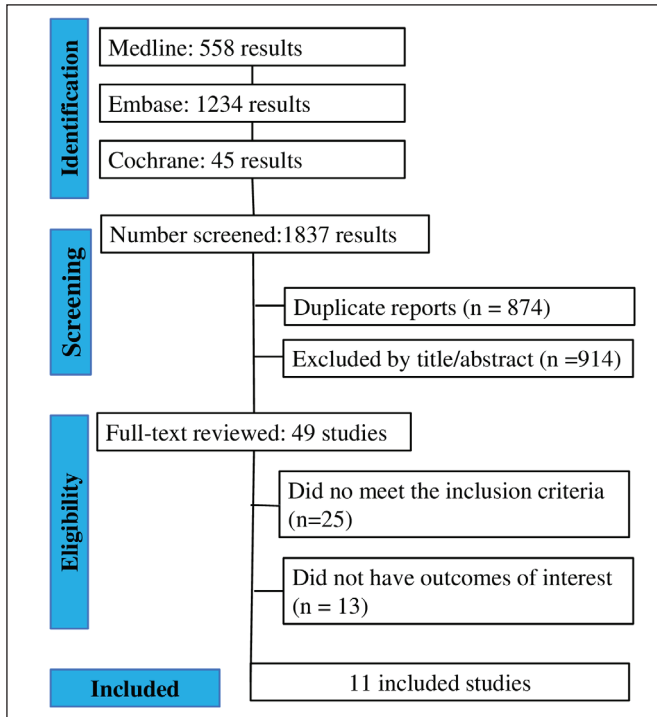 Identification
Medline: 558 results
Embase: 1234 results
Cochrane: 45 results
Screening
Number screened:1837 results
Duplicate reports (n = 874)
Excluded by title/abstract (n =914)
Eligibility
Full-text reviewed: 49 studies
Did no meet the inclusion criteria
(n=25)
Did not have outcomes of interest
(n = 13)
Included
11 included studies